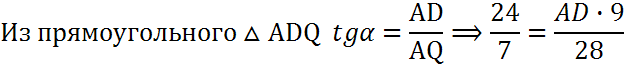 Из прямоугольного △ ADQ tgα = AD/AQ ⟹ 24/7 = AD · 9/28